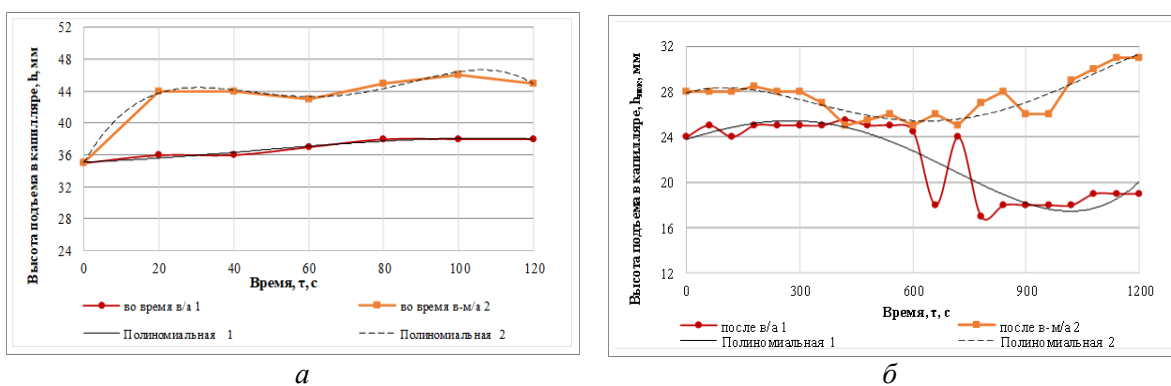 Высота подъема в капилляре, h, мм
52
48
44
40
36
32
28
24
0 20 40 60 80 100 120
Время, τ, с
во время в/а 1 во время в-м/а 2
Полиномиальная 1 Полиномиальная 2
а
Высота подъема в капилляре, мм
32
28
24
20
16
12
0 300 600 900 1200
Время, τ, с
после в/а 1 после в-м/а 2
Полиномиальная 1 Полиномиальная 2
б